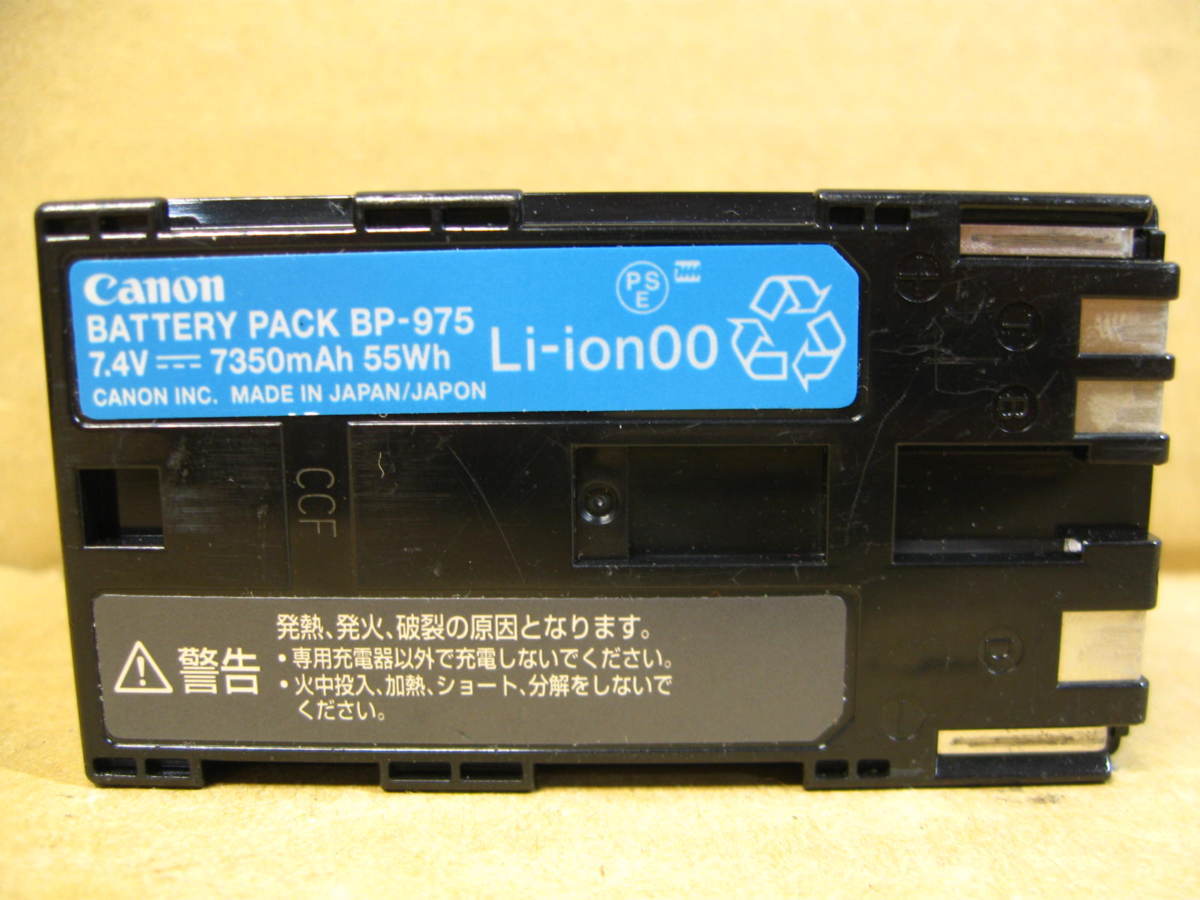 Canon
BATTERY PACK BP-975
7.4V 7350mAh 55Wh
CANON INC. MADE IN JAPAN/JAPON
PS
E
Li-ion00
CCF
T
B
警告
発熱、発火、破裂の原因となります。
・専用充電器以外で充電しないでください。
・火中投入、加熱、ショート、分解をしないで
ください。